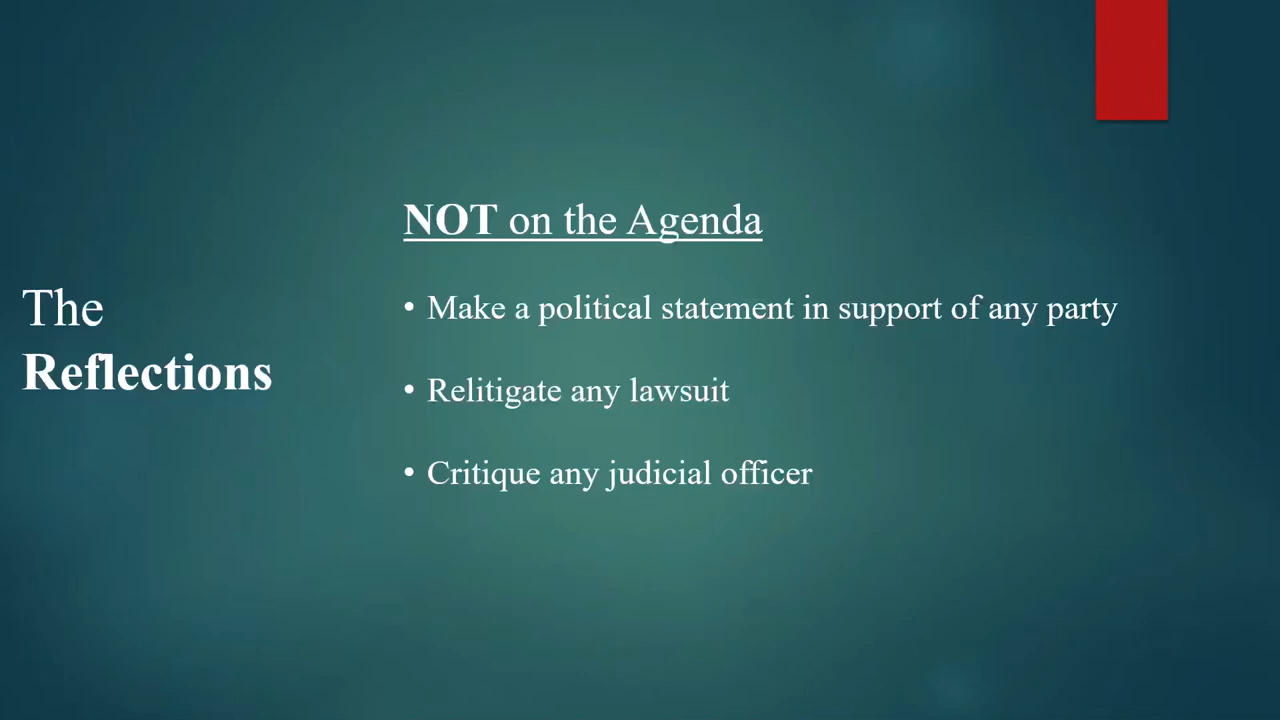 The
Reflections
NOT on the Agenda
• Make a political statement in support of any party
• Relitigate any lawsuit
• Critique any judicial officer